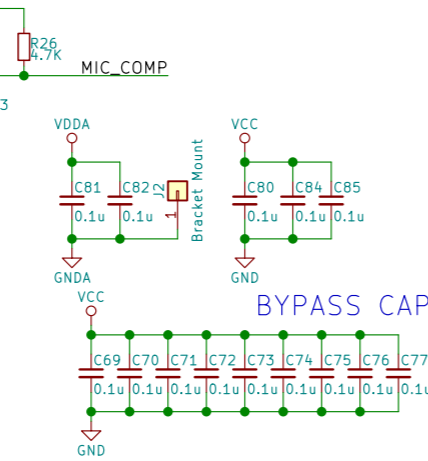 R26
4.7K
MIC_COMP
3
VDDA
VCC
C81
0.1u
C82
0.1u
J2
1
Bracket Mount
C80
0.1u
C84
0.1u
C85
0.1u
GNDA
GND
BYPASS CAP
VCC
C69 C70 C71 C72 C73 C74 C75 C76 C77
0.1u 0.1u 0.1u 0.1u 0.1u 0.1u 0.1u 0.1u 0.1u
GND